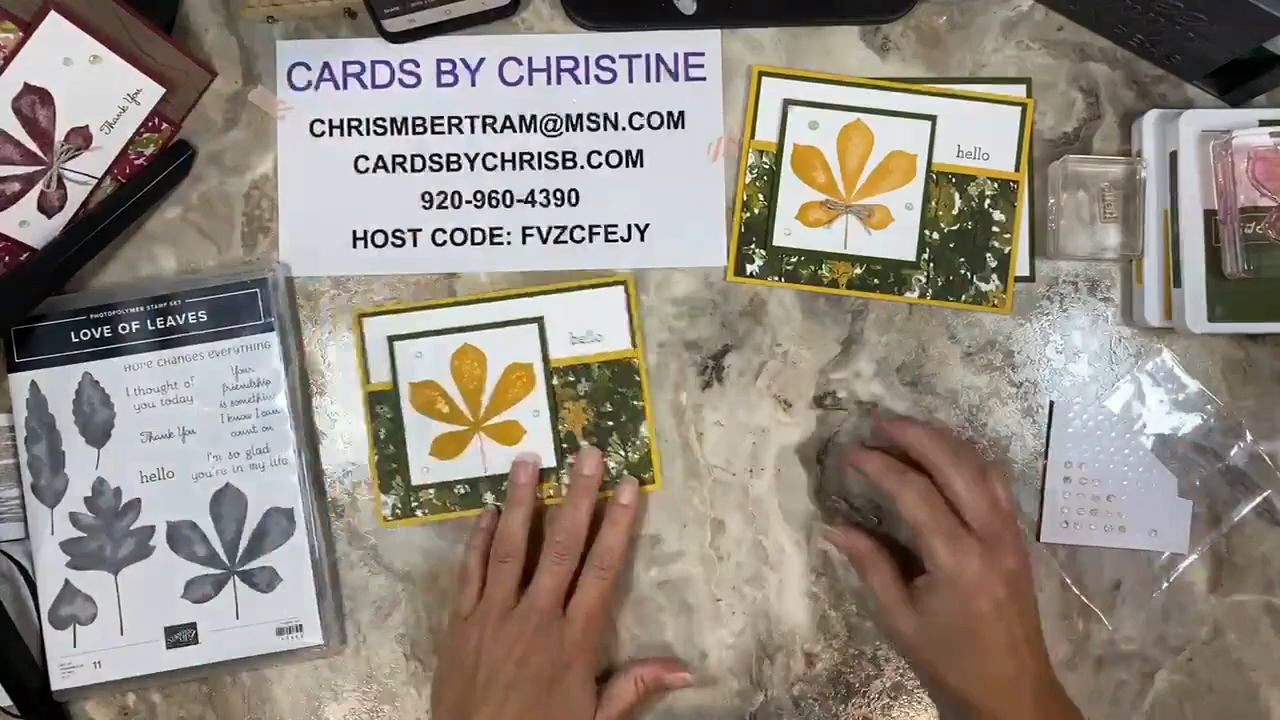 CARDS BY CHRISTINE
CHRISMBERTRAM@MSN.COM
CARDSBYCHRISB.COM
920-960-4390
HOST CODE: FVZCFEJY
Thank You
hello
hello
PHOTOPOLYMER STAMP SET
LOVE OF LEAVES
HOPE CHANGES EVERYTHING
I thought of
you today
Your
friendship
is something
I know I can
count on
Thank You
hello
I'm so glad
you're in my life
11